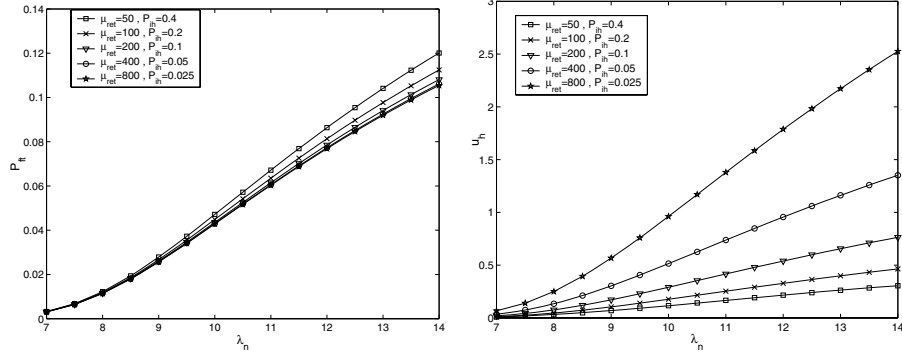 μret=50 , Pih=0.4
μret=100 , Pih=0.2
μret=200 , Pih=0.1
μret=400 , Pih=0.05
μret=800 , Pih=0.025
0.14
0.12
0.1
0.08
0.06
0.04
0.02
0
Pft
7 8 9 10 11 12 13 14
λn
μret=50 , Pih=0.4
μret=100 , Pih=0.2
μret=200 , Pih=0.1
μret=400 , Pih=0.05
μret=800 , Pih=0.025
3
2.5
2
1.5
1
0.5
0
uih
7 8 9 10 11 12 13 14
λn